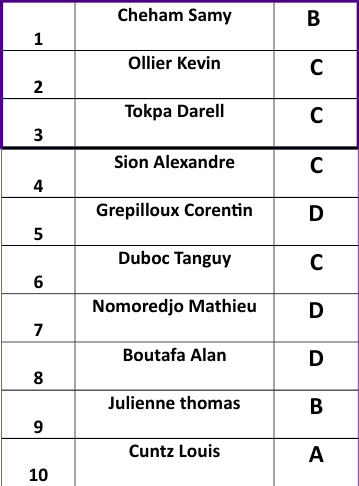 1 Cheham Samy B
2 Ollier Kevin C
3 Tokpa Darell C
4 Sion Alexandre C
5 Grepilloux Corentin D
6 Duboc Tanguy C
7 Nomoredjo Mathieu D
8 Boutafa Alan D
9 Julienne thomas B
10 Cuntz Louis A